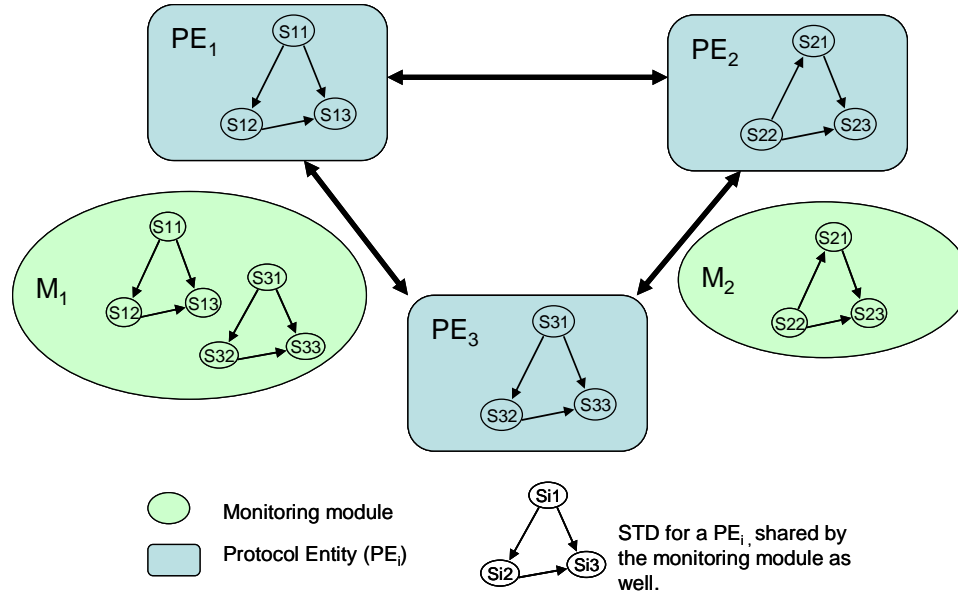 PE1
S11
S12
S13
PE2
S21
S22
S23
M1
S11
S12
S13
S31
S32
S33
PE3
S31
S32
S33
M2
S21
S22
S23
Monitoring module
Protocol Entity (PEi)
Si1
Si2
Si3
STD for a PEi , shared by
the monitoring module as
well.